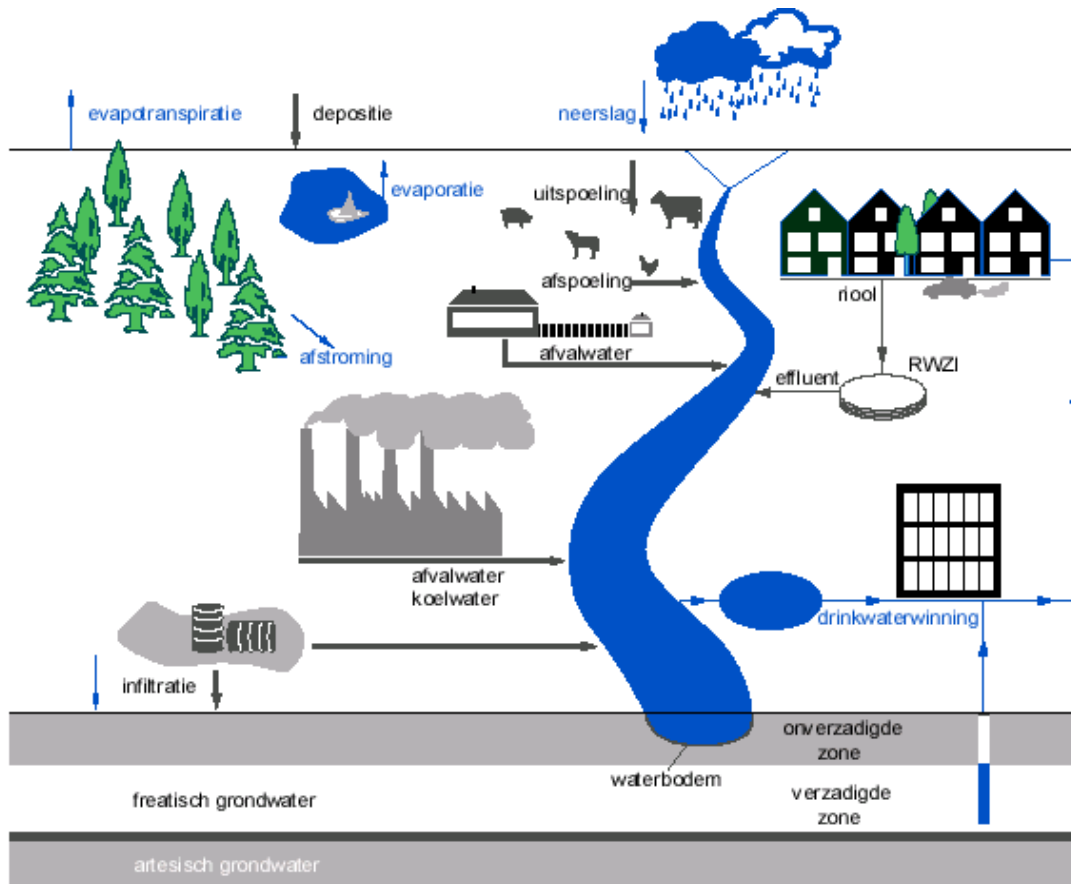 evapotranspiratie
depositie
neerslag
evaporatie
uitspoeling
afspoeling
riool
afstroming
afvalwater
effluent
RWZI
afvalwater
koelwater
drinkwaterwinning
infiltratie
onverzadigde
zone
waterbodem
freatisch grondwater
verzadigde
zone
artesisch grondwater